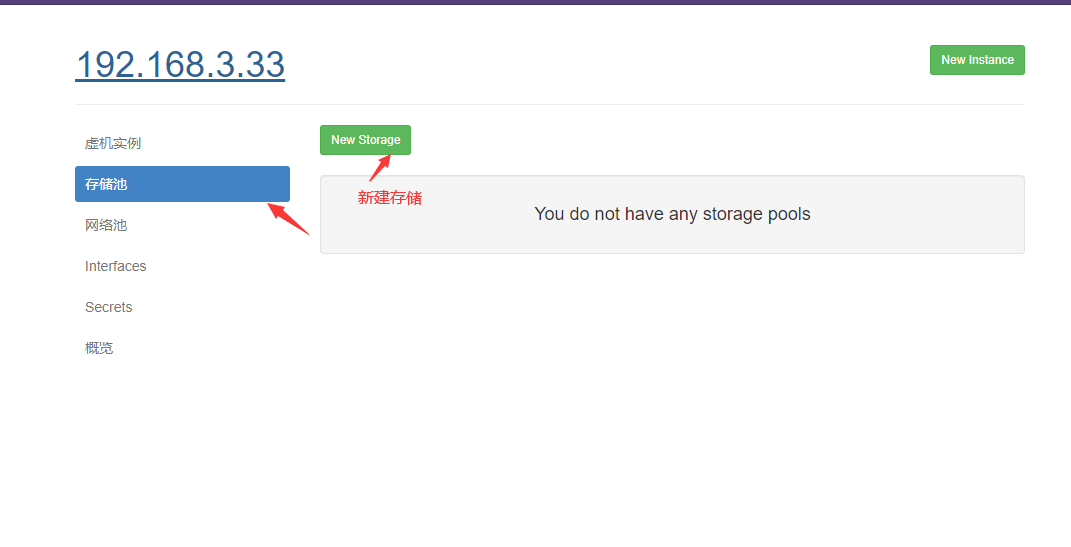 192.168.3.33
New Instance
虚机实例
存储池
网络池
Interfaces
Secrets
概览
New Storage
新建存储
You do not have any storage pools